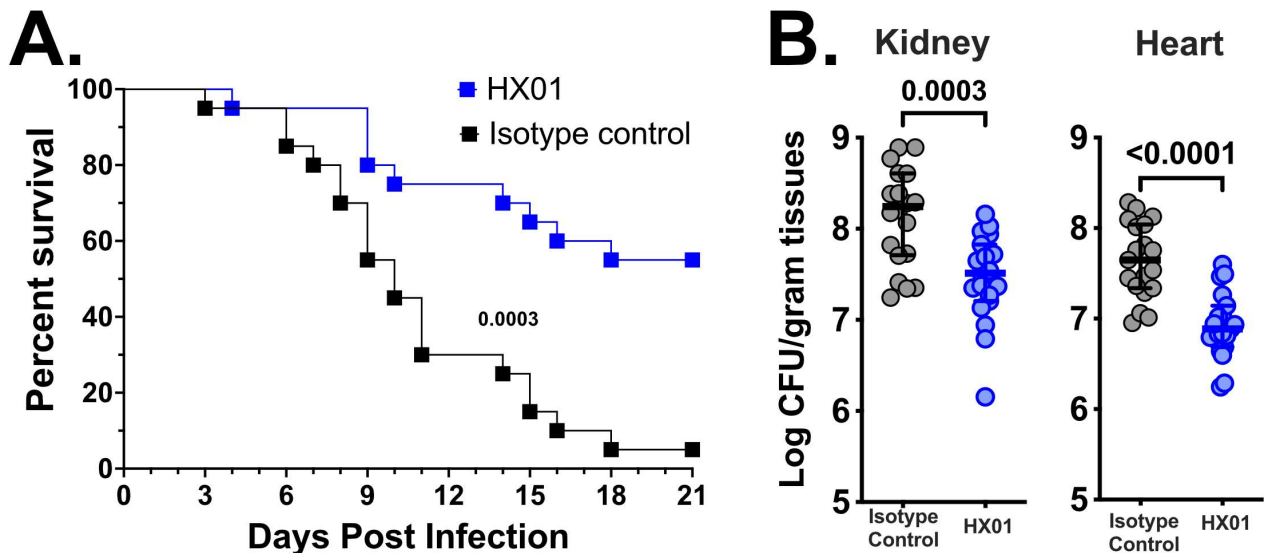 A.
HX01
Isotype control
Percent survival
100
80
60
40
20
0
0.0003
0 3 6 9 12 15 18 21
Days Post Infection
B.
Kidney
0.0003
Log CFU/gram tissues
9
8
7
6
5
Isotype
Control
HX01
Heart
<0.0001
9
8
7
6
5
Isotype
Control
HX01